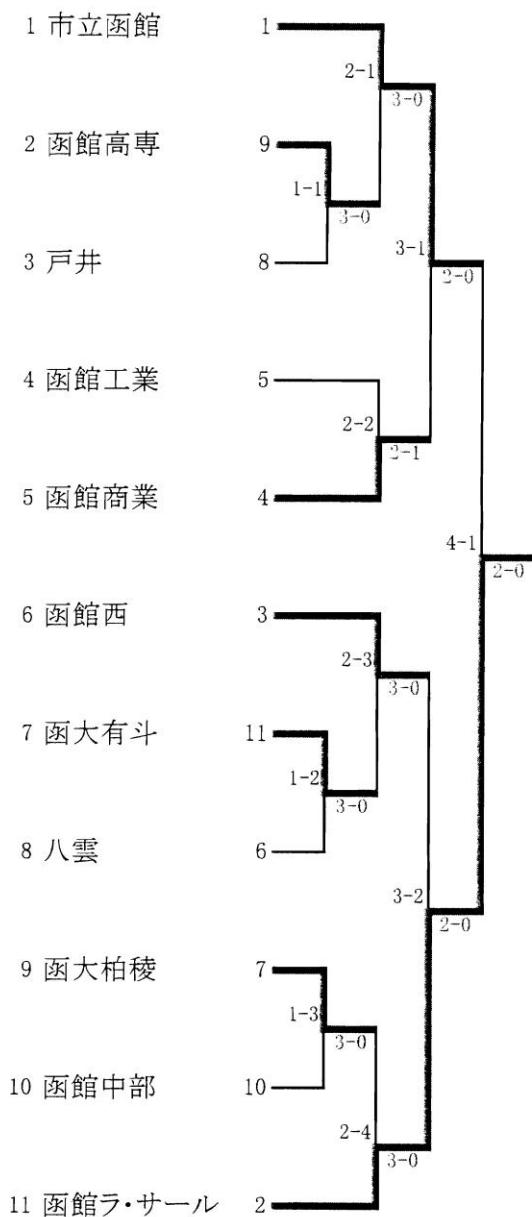 1 市立函館 1
2-1
3-0
2 函館高専 9
1-1
3-0
3 戸井 8
3-1
2-0
4 函館工業 5
2-2
2-1
5 函館商業 4
4-1
2-0
6 函館西 3
2-3
3-0
7 函大有斗 11
1-2
3-0
8 八雲 6
3-2
2-0
9 函大柏稜 7
1-3
3-0
10 函館中部 10
2-4
3-0
11 函館ラ・サール 2